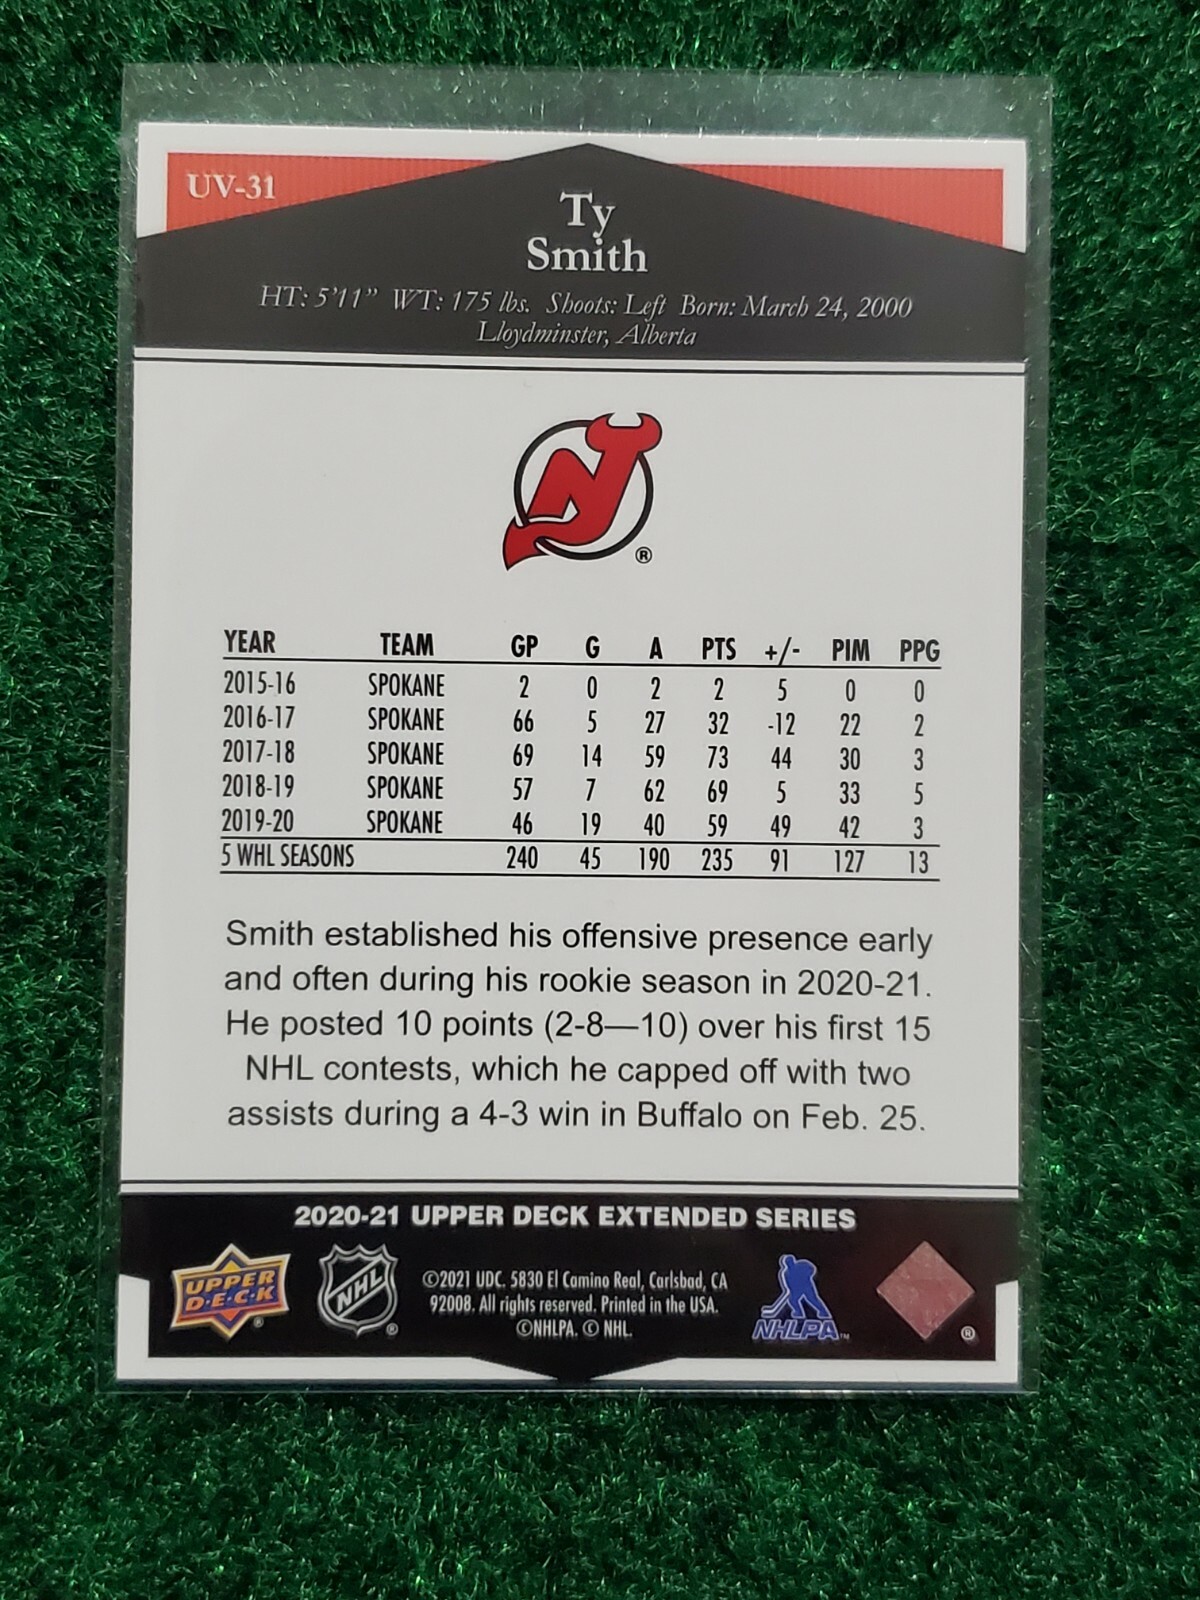 UV-31
Ty
Smith
HT: 5'11" WT: 175 lbs. Shoots: Left Born: March 24, 2000
Lloydminster, Alberta
®
YEAR TEAM GP G A PTS +/- PIM PPG
2015-16 SPOKANE 2 0 2 2 5 0 0
2016-17 SPOKANE 66 5 27 32 -12 22 2
2017-18 SPOKANE 69 14 59 73 44 30 3
2018-19 SPOKANE 57 7 62 69 5 33 5
2019-20 SPOKANE 46 19 40 59 49 42 3
5 WHL SEASONS 240 45 190 235 91 127 13
Smith established his offensive presence early
and often during his rookie season in 2020-21.
He posted 10 points (2-8—10) over his first 15
NHL contests, which he capped off with two
assists during a 4-3 win in Buffalo on Feb. 25.
2020-21 UPPER DECK EXTENDED SERIES
UPPER
D·E·C·K
®
NHL
®
©2021 UDC. 5830 El Camino Real, Carlsbad, CA
92008. All rights reserved. Printed in the USA.
©NHLPA. © NHL.
NHLPA™
®